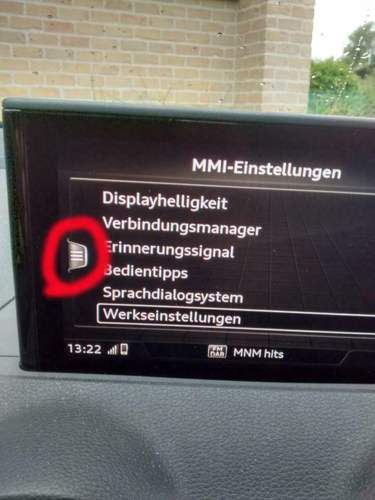 MMI-Einstellungen
Displayhelligkeit
Verbindungsmanager
Erinnerungssignal
Bedientipps
Sprachdialogsystem
Werkseinstellungen
13:22
FM
DAB
MNM hits